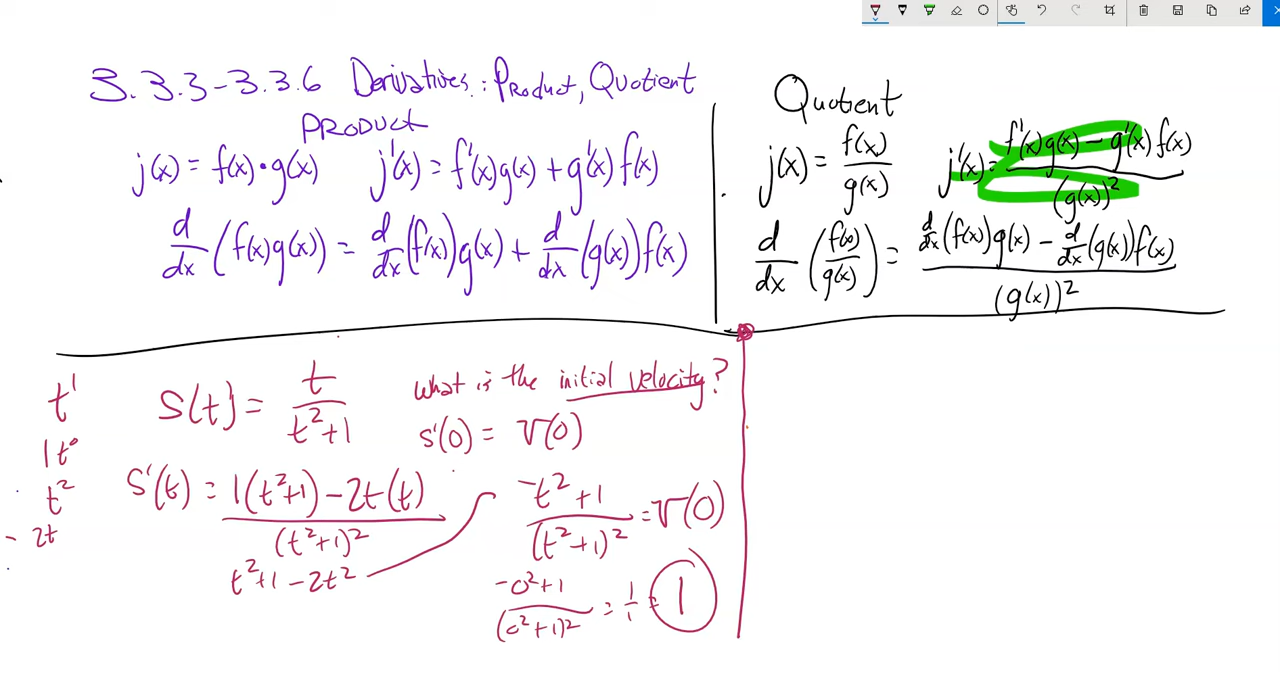 3.3.3-3.3.6 Derivatives: Product, Quotient
PRODUCT
j(x) = f(x)•g(x) j'(x) = f'(x)g(x) + g'(x) f(x)
d/dx (f(x)g(x)) = d/dx (f(x))g(x) + d/dx (g(x))f(x)
Quotient
j(x) = f(x)/g(x) j'(x) = (f'(x)g(x) - g'(x) f(x))/(g(x))²
d/dx (f(x)/g(x)) = (d/dx (f(x))g(x) - d/dx (g(x))f(x))/(g(x))²
t¹
1t⁰
t²
2t
S(t) = t/(t²+1)
What is the initial velocity?
s'(0) = V(0)
S'(t) = (1(t²+1) - 2t(t))/(t²+1)²
t²+1 - 2t²
(-t²+1)/(t²+1)² = V(0)
(-0²+1)/(0²+1)² = 1/1 = 1